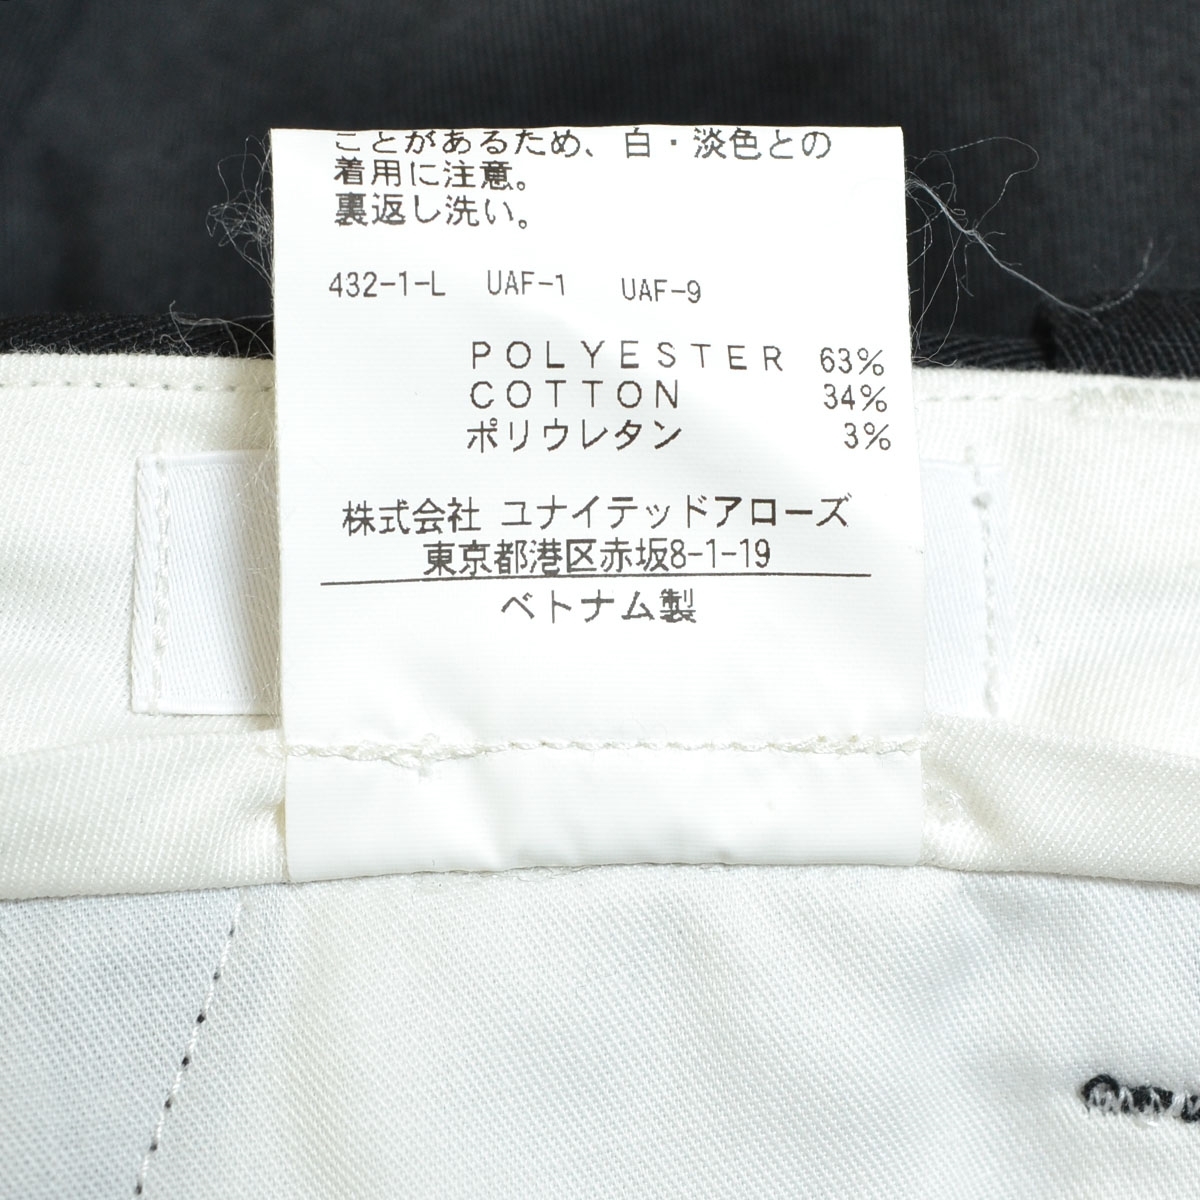 ことがあるため、白・淡色との
着用に注意。
裏返し洗い。
432-1-L UAF-1 UAF-9
POLYESTER 63%
COTTON 34%
ポリウレタン 3%
株式会社 ユナイテッドアローズ
東京都港区赤坂8-1-19
ベトナム製